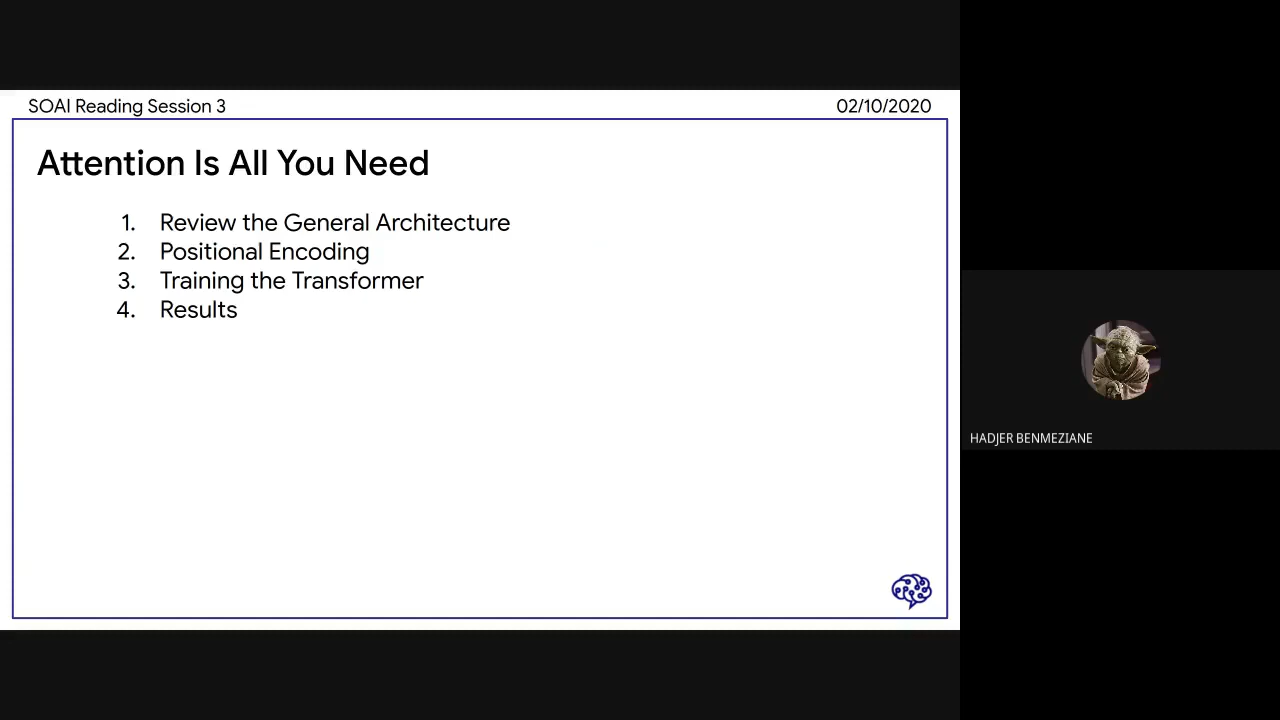 SOAI Reading Session 3
02/10/2020
Attention Is All You Need
1. Review the General Architecture
2. Positional Encoding
3. Training the Transformer
4. Results
HADJER BENMEZIANE